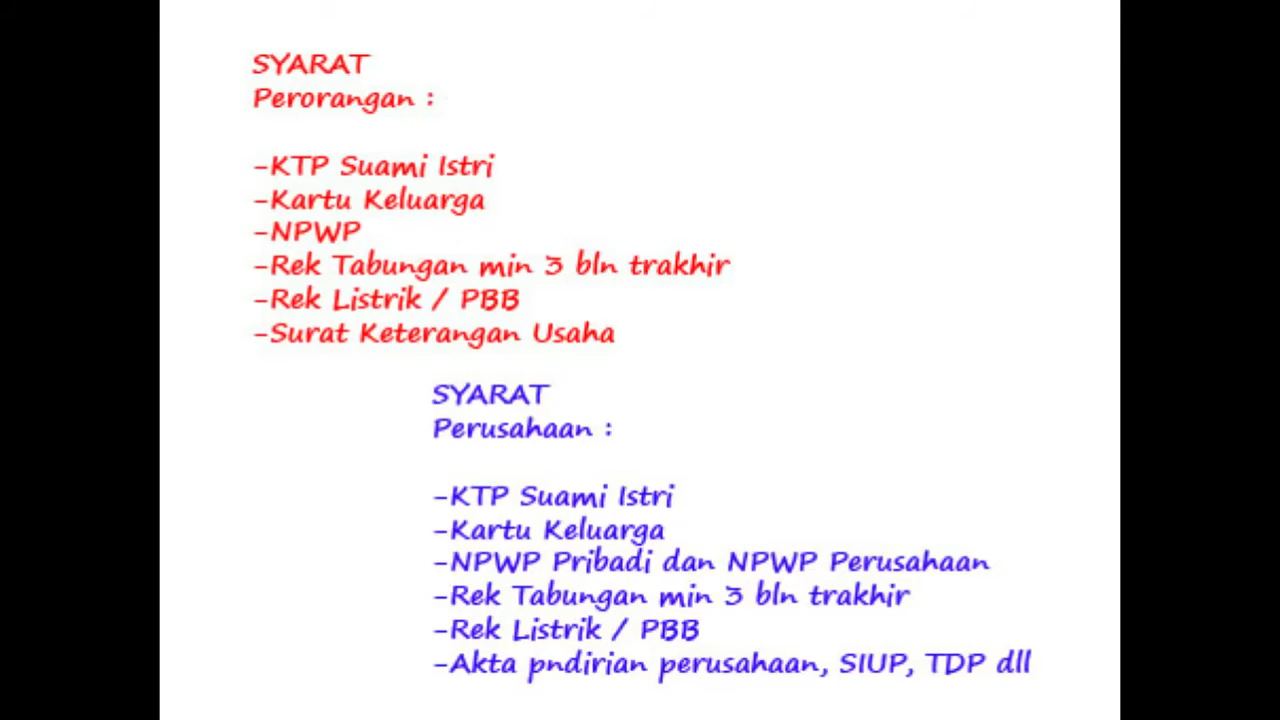 SYARAT
Perorangan :
-KTP Suami Istri
-Kartu Keluarga
-NPWP
-Rek Tabungan min 3 bln trakhir
-Rek Listrik / PBB
-Surat Keterangan Usaha
SYARAT
Perusahaan :
-KTP Suami Istri
-Kartu Keluarga
-NPWP Pribadi dan NPWP Perusahaan
-Rek Tabungan min 3 bln trakhir
-Rek Listrik / PBB
-Akta pndirian perusahaan, SIUP, TDP dll